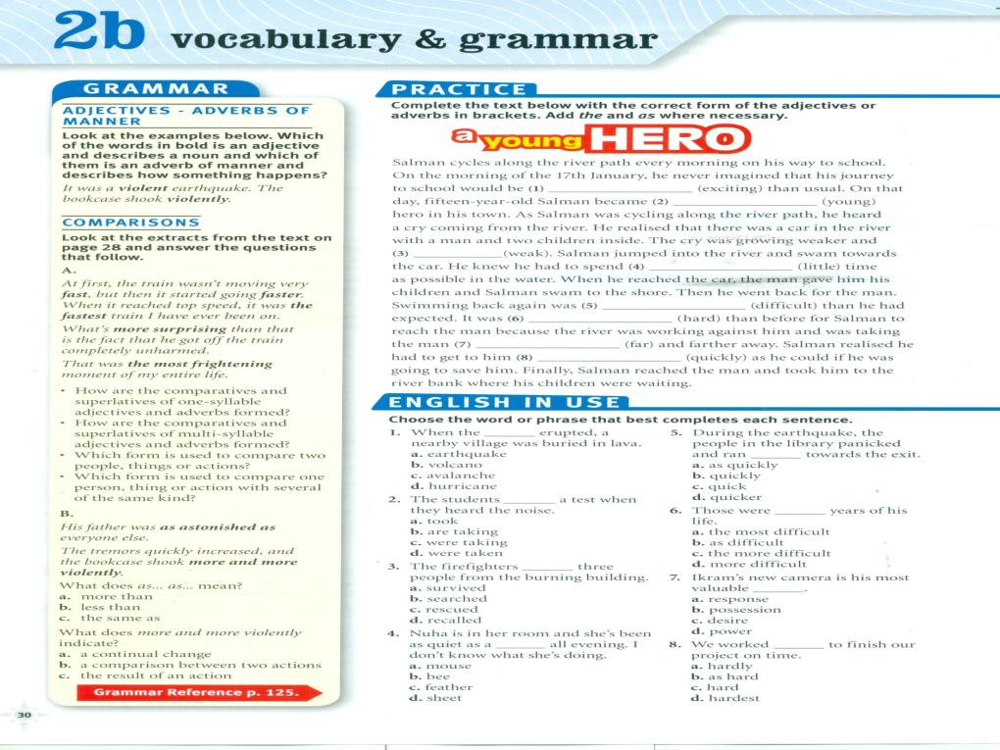 2b vocabulary & grammar
GRAMMAR
ADJECTIVES - ADVERBS OF
MANNER
Look at the examples below. Which
of the words in bold is an adjective
and describes a noun and which of
them is an adverb of manner and
describes how something happens?
It was a violent earthquake. The
bookcase shook violently.
COMPARISONS
Look at the extracts from the text on
page 28 and answer the questions
that follow.
A.
At first, the train wasn't moving very
fast, but then it started going faster.
When it reached top speed, it was the
fastest train I have ever been on.
What's more surprising than that
is the fact that he got off the train
completely unharmed.
That was the most frightening
moment of my entire life.
• How are the comparatives and
superlatives of one-syllable
adjectives and adverbs formed?
• How are the comparatives and
superlatives of multi-syllable
adjectives and adverbs formed?
• Which form is used to compare two
people, things or actions?
• Which form is used to compare one
person, thing or action with several
of the same kind?
B.
His father was as astonished as
everyone else.
The tremors quickly increased, and
the bookcase shook more and more
violently.
What does as... as... mean?
a. more than
b. less than
c. the same as
What does more and more violently
indicate?
a. a continual change
b. a comparison between two actions
c. the result of an action
Grammar Reference p. 125.
30
PRACTICE
Complete the text below with the correct form of the adjectives or
adverbs in brackets. Add the and as where necessary.
a young HERO
Salman cycles along the river path every morning on his way to school.
On the morning of the 17th January, he never imagined that his journey
to school would be (1) ____________ (exciting) than usual. On that
day, fifteen-year-old Salman became (2) ____________ (young)
hero in his town. As Salman was cycling along the river path, he heard
a cry coming from the river. He realised that there was a car in the river
with a man and two children inside. The cry was growing weaker and
(3) ____________(weak). Salman jumped into the river and swam towards
the car. He knew he had to spend (4) ____________ (little) time
as possible in the water. When he reached the car, the man gave him his
children and Salman swam to the shore. Then he went back for the man.
Swimming back again was (5) ____________ (difficult) than he had
expected. It was (6) ____________ (hard) than before for Salman to
reach the man because the river was working against him and was taking
the man (7) ____________ (far) and farther away. Salman realised he
had to get to him (8) ____________ (quickly) as he could if he was
going to save him. Finally, Salman reached the man and took him to the
river bank where his children were waiting.
ENGLISH IN USE
Choose the word or phrase that best completes each sentence.
1. When the _______ erupted, a
nearby village was buried in lava.
a. earthquake
b. volcano
c. avalanche
d. hurricane
2. The students _______ a test when
they heard the noise.
a. took
b. are taking
c. were taking
d. were taken
3. The firefighters _______ three
people from the burning building.
a. survived
b. searched
c. rescued
d. recalled
4. Nuha is in her room and she's been
as quiet as a _______ all evening. I
don't know what she's doing.
a. mouse
b. bee
c. feather
d. sheet
5. During the earthquake, the
people in the library panicked
and ran _______ towards the exit.
a. as quickly
b. quickly
c. quick
d. quicker
6. Those were _______ years of his
life.
a. the most difficult
b. as difficult
c. the more difficult
d. more difficult
7. Ikram's new camera is his most
valuable _______.
a. response
b. possession
c. desire
d. power
8. We worked _______ to finish our
project on time.
a. hardly
b. as hard
c. hard
d. hardest